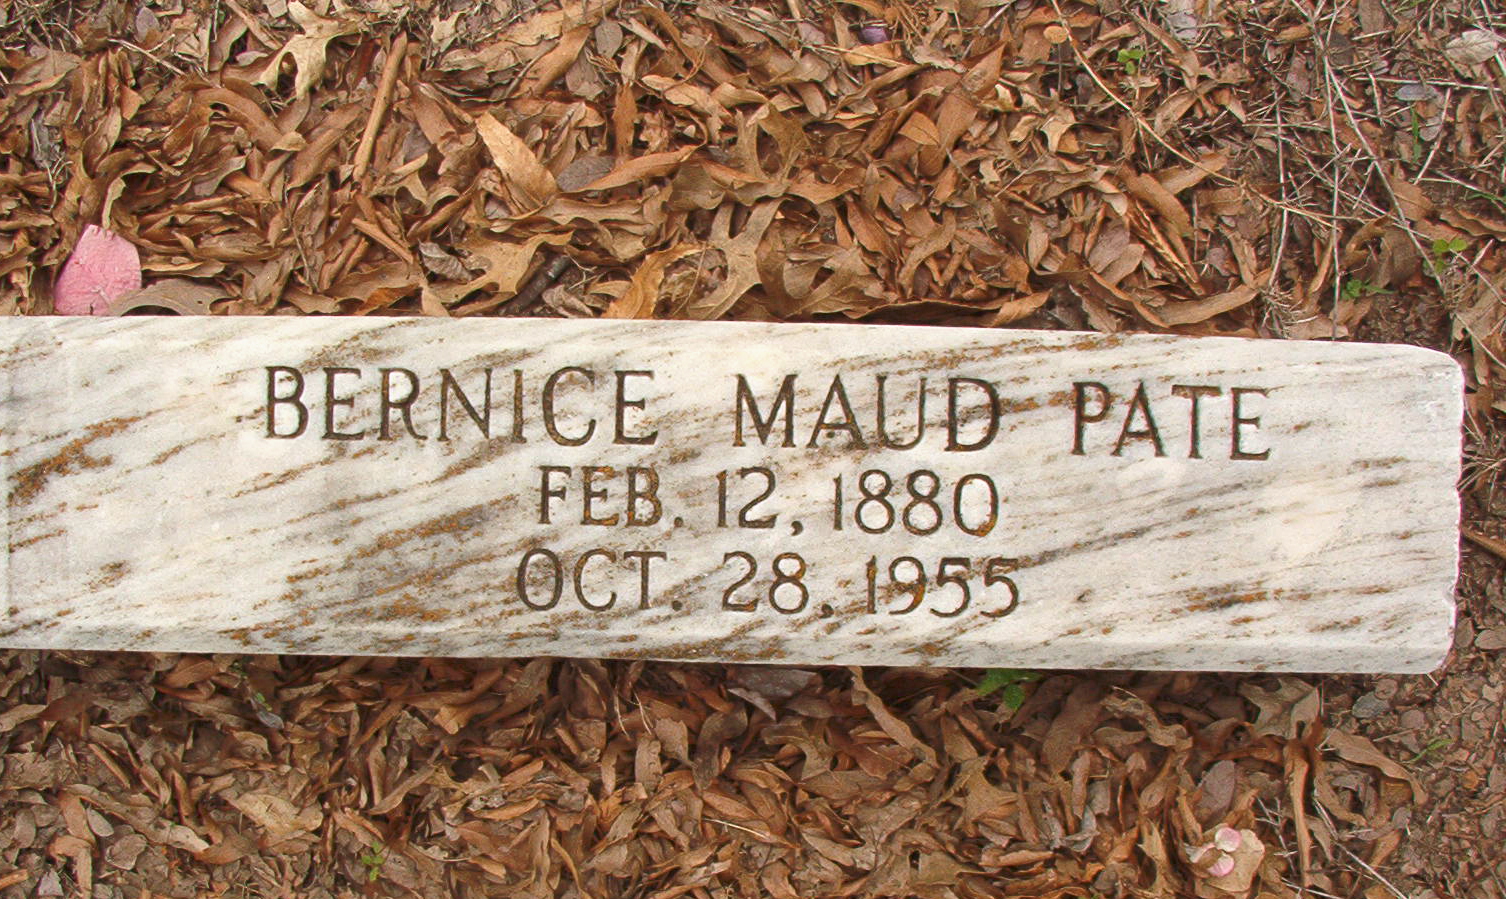 BERNICE MAUD PATE
FEB. 12, 1880
OCT. 28, 1955